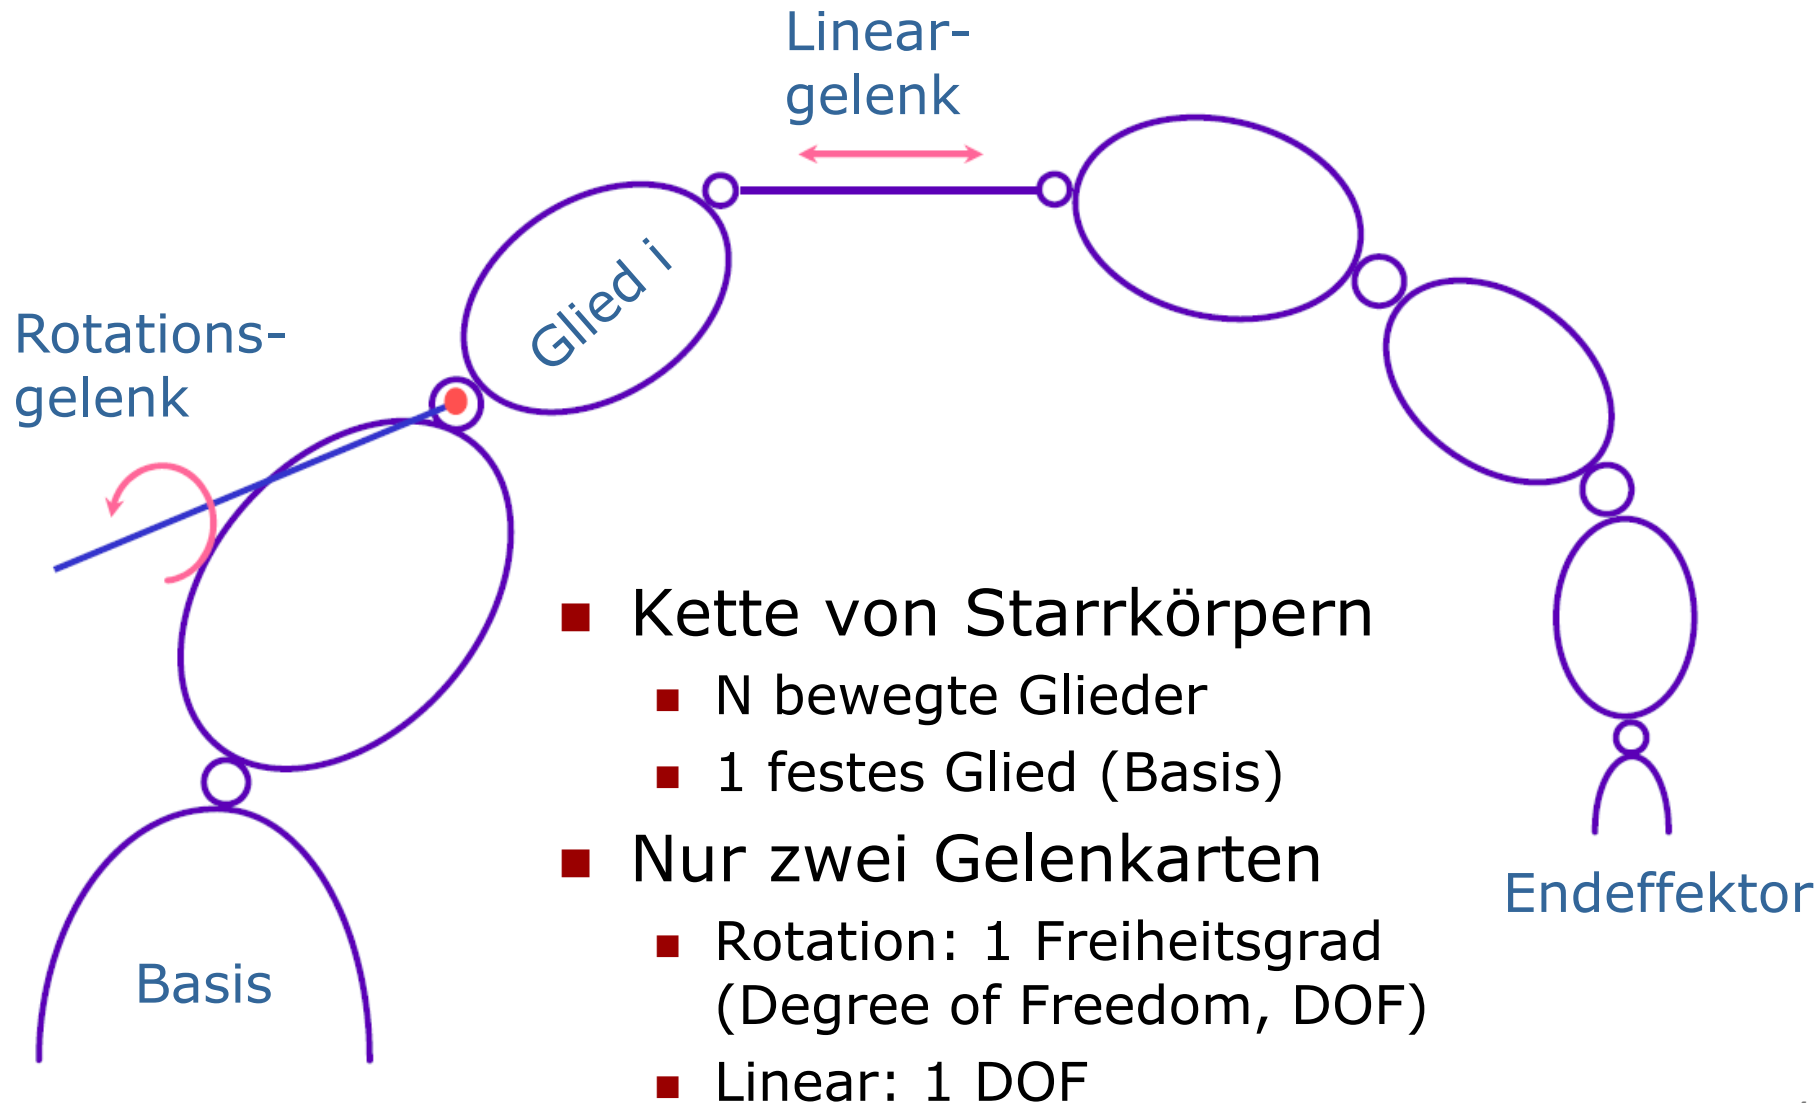 Linear-
gelenk
Glied i
Rotations-
gelenk
■ Kette von Starrkörpern
■ N bewegte Glieder
■ 1 festes Glied (Basis)
■ Nur zwei Gelenkarten
■ Rotation: 1 Freiheitsgrad
(Degree of Freedom, DOF)
■ Linear: 1 DOF
Endeffektor
Basis